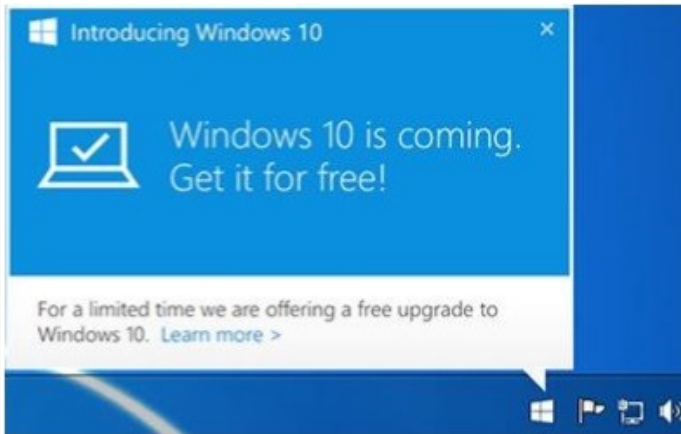 Introducing Windows 10
Windows 10 is coming.
Get it for free!
For a limited time we are offering a free upgrade to
Windows 10. Learn more >